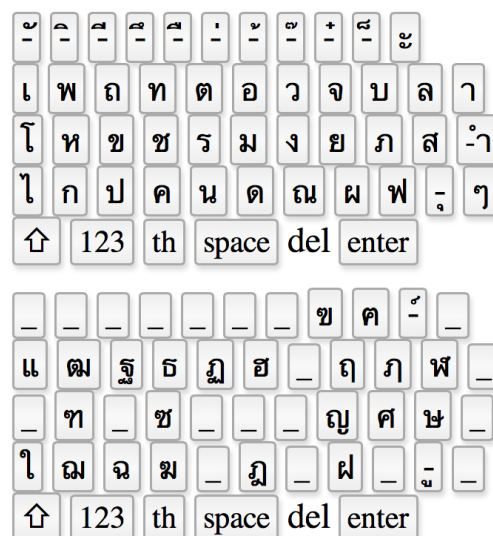 -ั -ิ -ี -ึ -ื -่ -้ -๊ -๋ -็ ะ
เ พ ถ ท ต อ ว จ บ ล า
โ ห ข ช ร ม ง ย ภ ส -ำ
ไ ก ป ค น ด ณ ผ ฟ -ุ ๆ
⇧ 123 th space del enter
_ _ _ _ _ _ _ ฃ ฅ -์ _
แ ฒ ฐ ธ ฏ ฮ _ ฤ ฦ ฬ _
_ ฑ _ ซ _ _ _ ญ ศ ษ _
ใ ฌ ฉ ฆ _ ฎ _ ฝ _ -ู _
⇧ 123 th space del enter